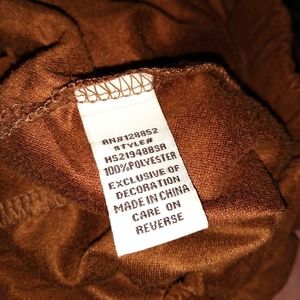 RN#128852
STYLE#
HS21948BSR
100%POLYESTER
EXCLUSIVE OF
DECORATION
MADE IN CHINA
CARE ON
REVERSE